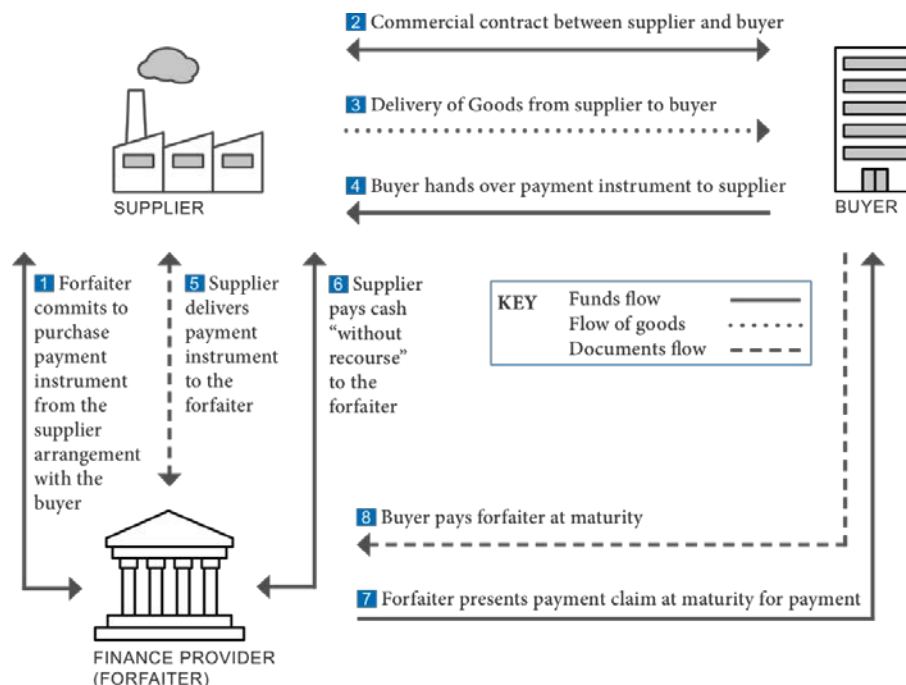 2 Commercial contract between supplier and buyer
3 Delivery of Goods from supplier to buyer
4 Buyer hands over payment instrument to supplier
SUPPLIER
BUYER
1 Forfaiter
commits to
purchase
payment
instrument
from the
supplier
arrangement
with the
buyer
5 Supplier
delivers
payment
instrument
to the
forfaiter
6 Supplier
pays cash
“without
recourse”
to the
forfaiter
KEY Funds flow
Flow of goods
Documents flow
8 Buyer pays forfaiter at maturity
7 Forfaiter presents payment claim at maturity for payment
FINANCE PROVIDER
(FORFAITER)